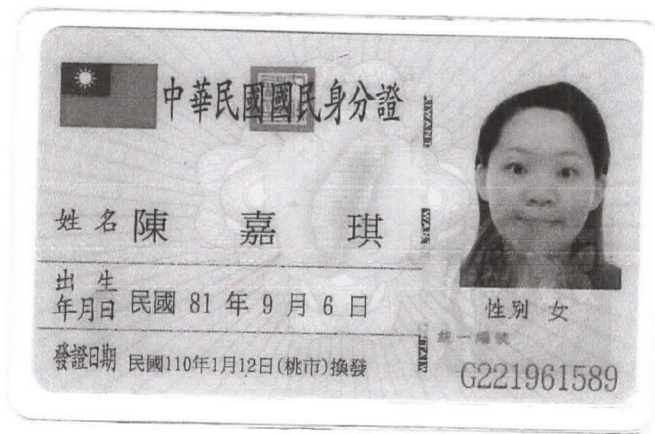 中華民國國民身分證
姓名 陳嘉琪
出生年月日 民國 81 年 9 月 6 日
性別 女
統一編號
發證日期 民國110年1月12日(桃市)換發
G221961589